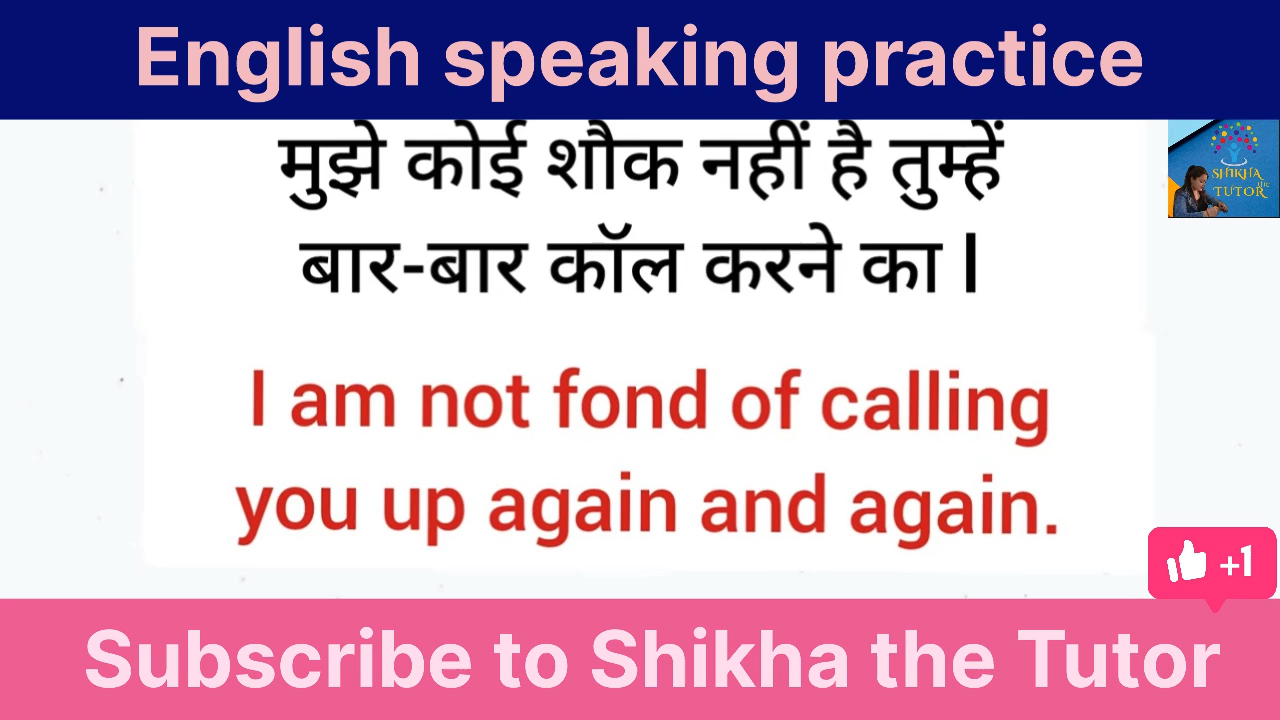 English speaking practice
मुझे कोई शौक नहीं है तुम्हें
बार-बार कॉल करने का।
SHIKHA
the
TUTOR
I am not fond of calling
you up again and again.
+1
Subscribe to Shikha the Tutor